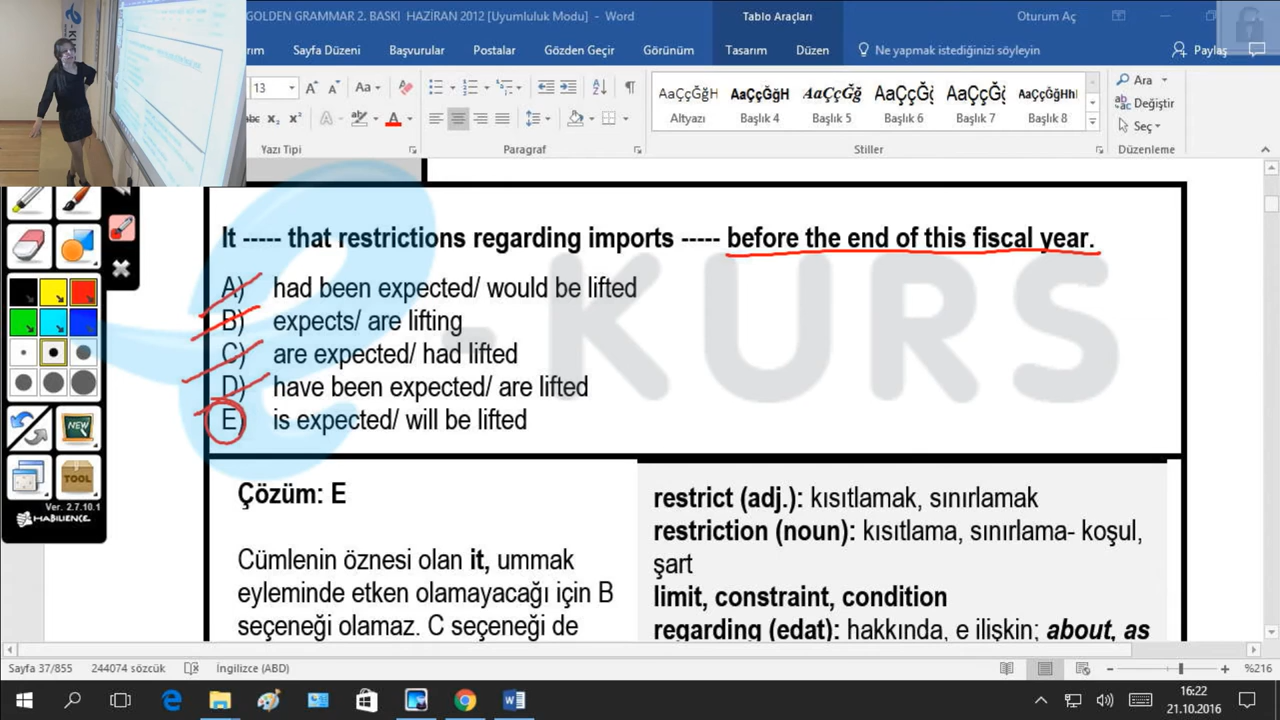 GOLDEN GRAMMAR 2. BASKI HAZİRAN 2012 [Uyumluluk Modu] - Word
Tablo Araçları
Oturum Aç
Sayfa Düzeni
Başvurular
Postalar
Gözden Geçir
Görünüm
Tasarım
Düzen
Ne yapmak istediğinizi söyleyin
Paylaş
13
Aa
Altyazı
Başlık 4
Başlık 5
Başlık 6
Başlık 7
Başlık 8
Ara
Değiştir
Seç
Yazı Tipi
Paragraf
Stiller
Düzenleme
It ----- that restrictions regarding imports ----- before the end of this fiscal year.
A) had been expected/ would be lifted
B) expects/ are lifting
C) are expected/ had lifted
D) have been expected/ are lifted
E) is expected/ will be lifted
e-KURS
NEW
TOOL
Ver. 2.7.10.1
HABILIENCE
Çözüm: E
Cümlenin öznesi olan it, ummak
eyleminde etken olamayacağı için B
seçeneği olamaz. C seçeneği de
restrict (adj.): kısıtlamak, sınırlamak
restriction (noun): kısıtlama, sınırlama- koşul,
şart
limit, constraint, condition
regarding (edat): hakkında, e ilişkin; about, as
Sayfa 37/855
244074 sözcük
İngilizce (ABD)
%216
16:22
21.10.2016